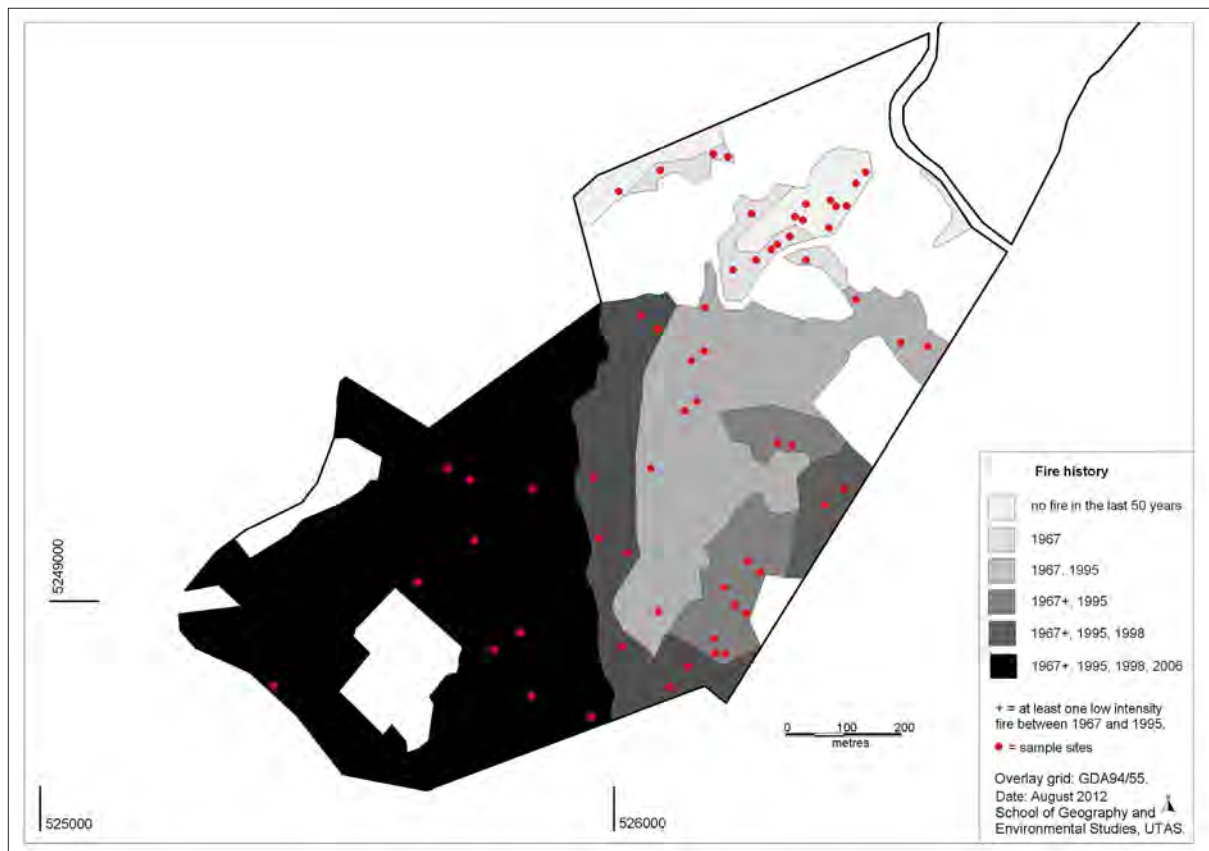 Fire history
no fire in the last 50 years
1967
1967, 1995
1967+, 1995
1967+, 1995, 1998
1967+, 1995, 1998, 2006
+ = at least one low intensity
fire between 1967 and 1995.
= sample sites
Overlay grid: GDA94/55.
Date: August 2012
School of Geography and
Environmental Studies, UTAS.
0 100 200
metres
5249000
525000
526000